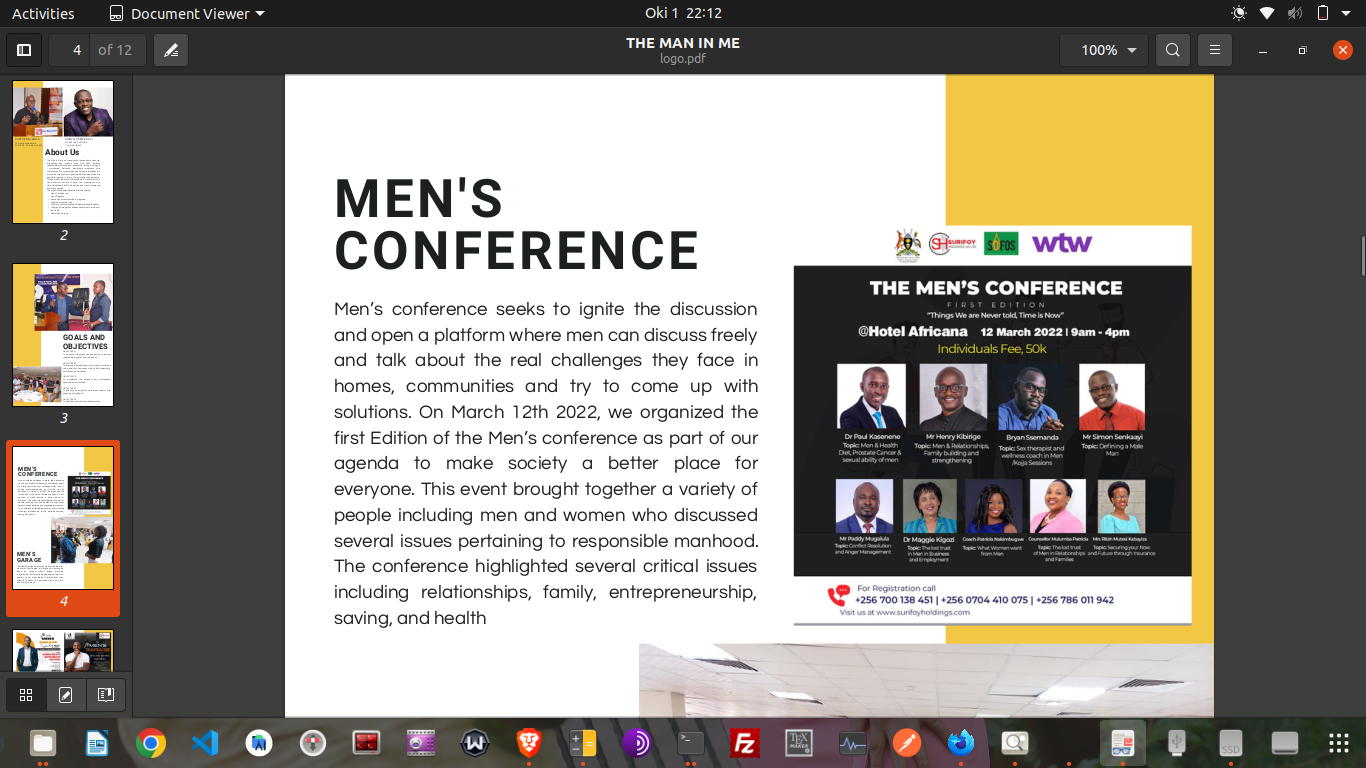 Activities
Document Viewer
Oki 1 22:12
4
of 12
THE MAN IN ME
logo.pdf
100%
About Us
2
GOALS AND
OBJECTIVES
3
MEN'S
CONFERENCE
MEN'S
GARAGE
4
MEN'S
CONFERENCE
Men's conference seeks to ignite the discussion
and open a platform where men can discuss freely
and talk about the real challenges they face in
homes, communities and try to come up with
solutions. On March 12th 2022, we organized the
first Edition of the Men's conference as part of our
agenda to make society a better place for
everyone. This event brought together a variety of
people including men and women who discussed
several issues pertaining to responsible manhood.
The conference highlighted several critical issues
including relationships, family, entrepreneurship,
saving, and health
SH SURIFOY
wtw
THE MEN'S CONFERENCE
FIRST EDITION
"Things We are Never told, Time is Now"
@Hotel Africana 12 March 2022 | 9am - 4pm
Individuals Fee, 50k
Dr Paul Kasenene
Topic: Men & Health
Diet, Prostate Cancer &
sexual ability of men
Mr Henry Kibirige
Topic: Men & Relationships,
Family building and
strengthening
Bryan Ssemanda
Topic: Sex therapist and
wellness coach in Men
/Kojja Sessions
Mr Simon Senkaayi
Topic: Defining a Male
Man
Mr Paddy Mugalula
Topic: Conflict Resolution
and Anger Management
Dr Maggie Kigozi
Topic: The lost trust
of Men in Business
and Employment
Coach Patricia Nakimbugwe
Topic: What Women want
from Men
Counsellor Mutumba Patricia
Topic: The lost trust
of Men in Relationships
and Families
Topic: Securing your Now
and Future through Insurance
For Registration call
+256 700 138 451 | +256 0704 410 075 | +256 786 011 942
Visit us at www.surifoyholdings.com
SSD